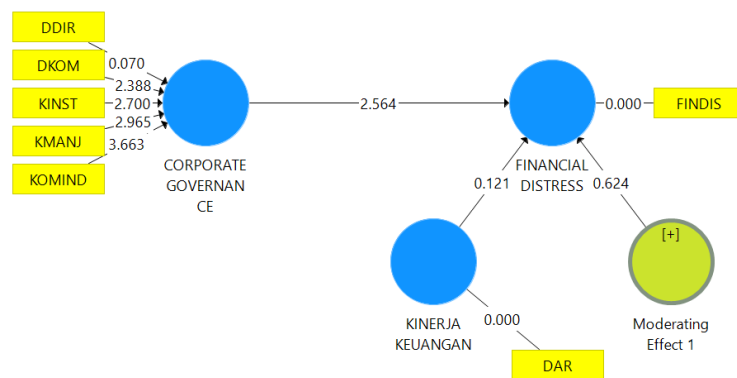 DDIR
DKOM
KINST
KMANJ
KOMIND
0.070
2.388
2.700
2.965
3.663
CORPORATE
GOVERNAN
CE
2.564
FINANCIAL
DISTRESS
0.000
FINDIS
0.121
0.624
[+]
KINERJA
KEUANGAN
0.000
DAR
Moderating
Effect 1